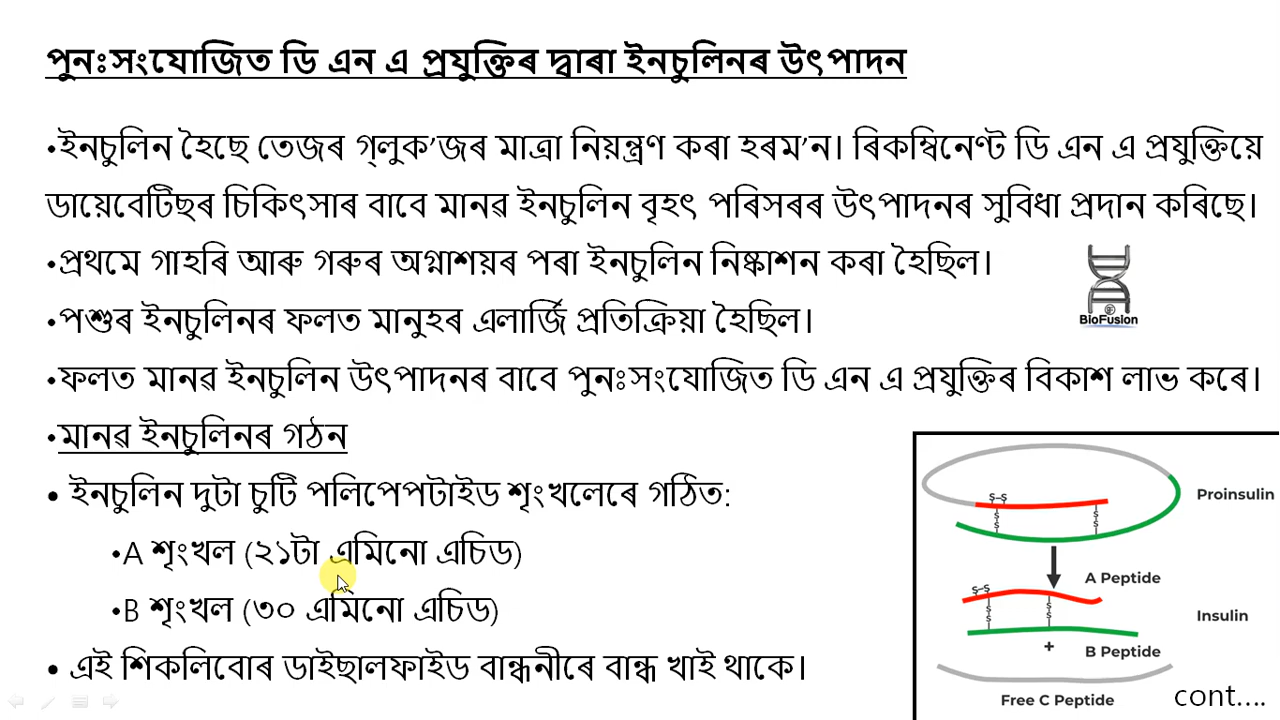 পুনঃসংযোজিত ডি এন এ প্ৰযুক্তিৰ দ্বাৰা ইনচুলিনৰ উৎপাদন
•ইনচুলিন হৈছে তেজৰ গ্লুক’জৰ মাত্ৰা নিয়ন্ত্ৰণ কৰা হৰম’ন। ৰিকম্বিনেণ্ট ডি এন এ প্ৰযুক্তিয়ে
ডায়েবেটিছৰ চিকিৎসাৰ বাবে মানৱ ইনচুলিন বৃহৎ পৰিসৰৰ উৎপাদনৰ সুবিধা প্ৰদান কৰিছে।
•প্ৰথমে গাহৰি আৰু গৰুৰ অগ্নাশয়ৰ পৰা ইনচুলিন নিষ্কাশন কৰা হৈছিল।
BioFusion
•পশুৰ ইনচুলিনৰ ফলত মানুহৰ এলাৰ্জি প্ৰতিক্ৰিয়া হৈছিল।
•ফলত মানৱ ইনচুলিন উৎপাদনৰ বাবে পুনঃসংযোজিত ডি এন এ প্ৰযুক্তিৰ বিকাশ লাভ কৰে।
•মানৱ ইনচুলিনৰ গঠন
• ইনচুলিন দুটা চুটি পলিপেপটাইড শৃংখলেৰে গঠিত:
•A শৃংখল (২১টা এমিনো এচিড)
•B শৃংখল (৩০ এমিনো এচিড)
• এই শিকলিবোৰ ডাইছালফাইড বান্ধনীৰে বান্ধ খাই থাকে।
S–S
S
S
S
S
Proinsulin
A Peptide
S–S
S
S
S
S
Insulin
+
B Peptide
Free C Peptide
cont….